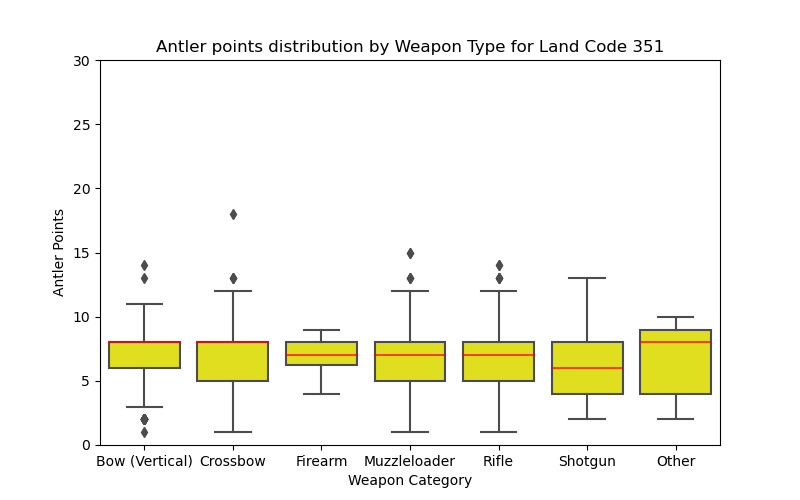 Antler points distribution by Weapon Type for Land Code 351
30
25
20
15
10
5
0
Antler Points
Bow (Vertical) Crossbow Firearm Muzzleloader Rifle Shotgun Other
Weapon Category